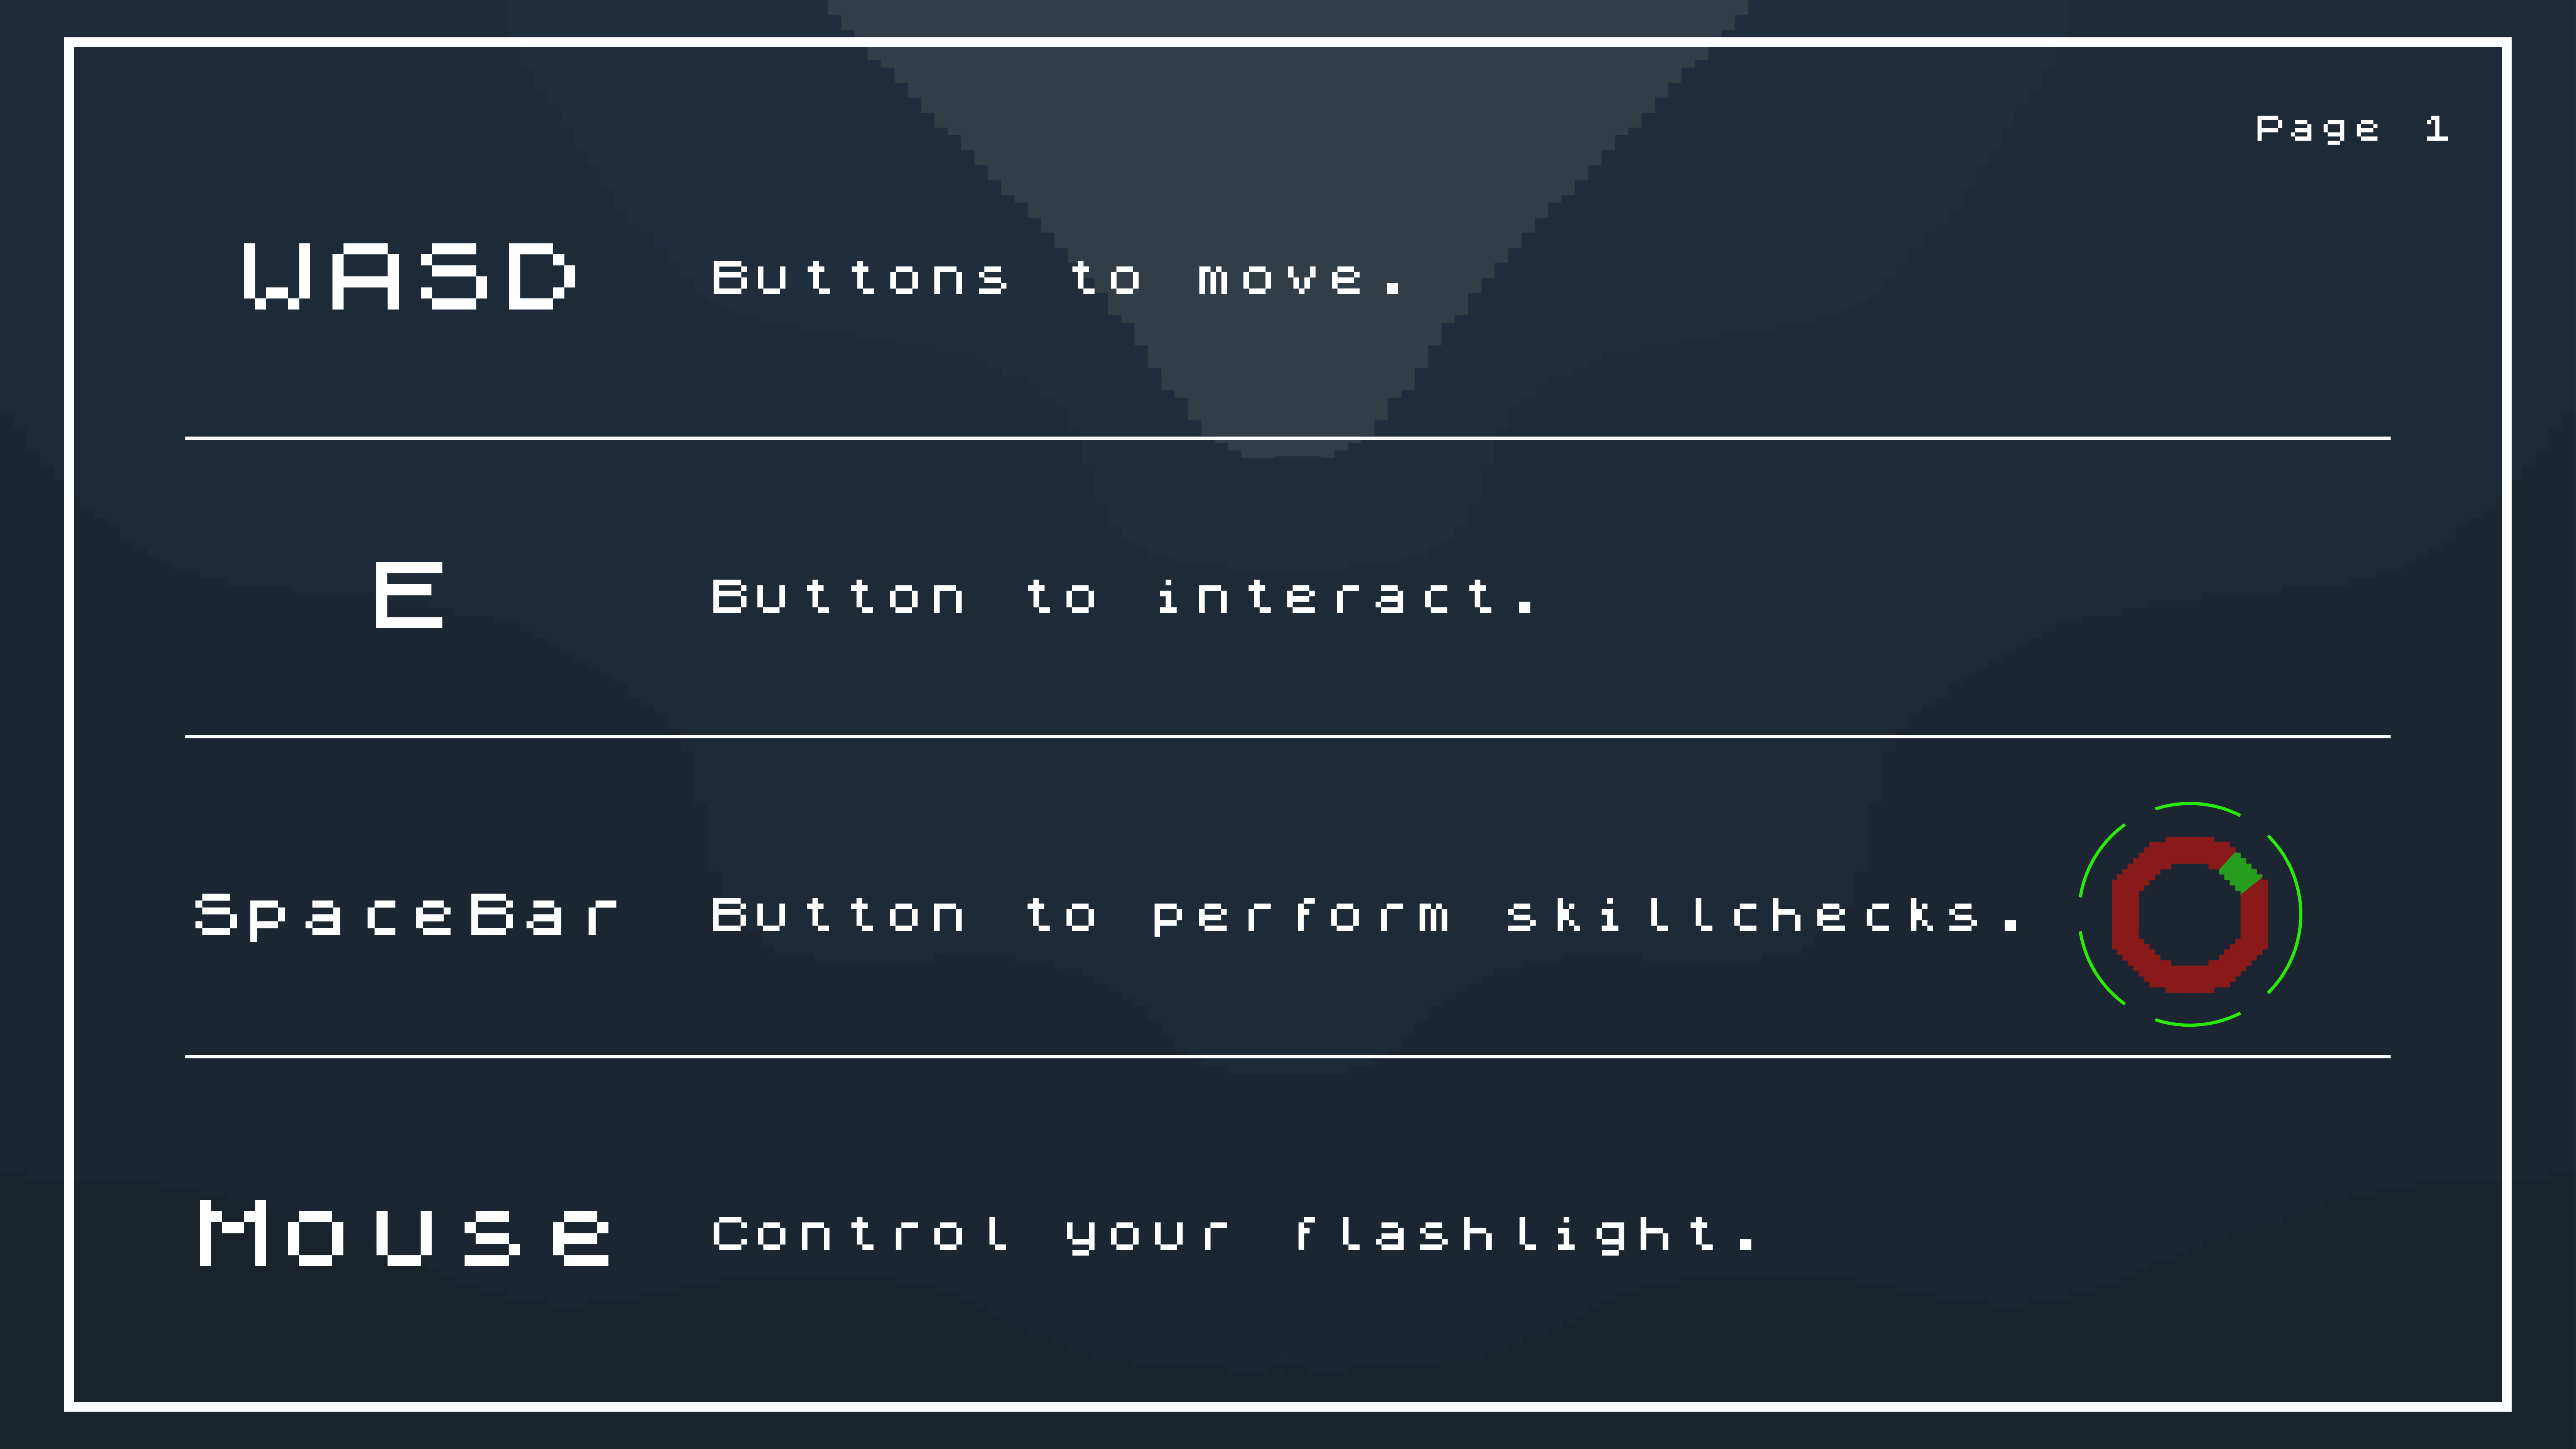 Page 1
WASD Buttons to move.
E Button to interact.
SpaceBar Button to perform skillchecks.
Mouse Control your flashlight.